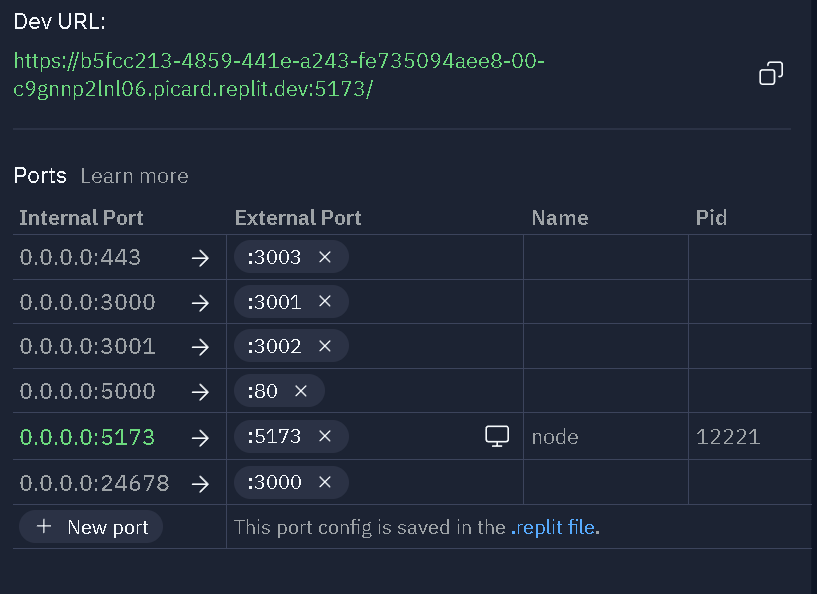 Dev URL:
https://b5fcc213-4859-441e-a243-fe735094aee8-00-
c9gnnp2lnl06.picard.replit.dev:5173/
Ports Learn more
Internal Port External Port Name Pid
0.0.0.0:443 → :3003 ×
0.0.0.0:3000 → :3001 ×
0.0.0.0:3001 → :3002 ×
0.0.0.0:5000 → :80 ×
0.0.0.0:5173 → :5173 × node 12221
0.0.0.0:24678 → :3000 ×
+ New port This port config is saved in the .replit file.